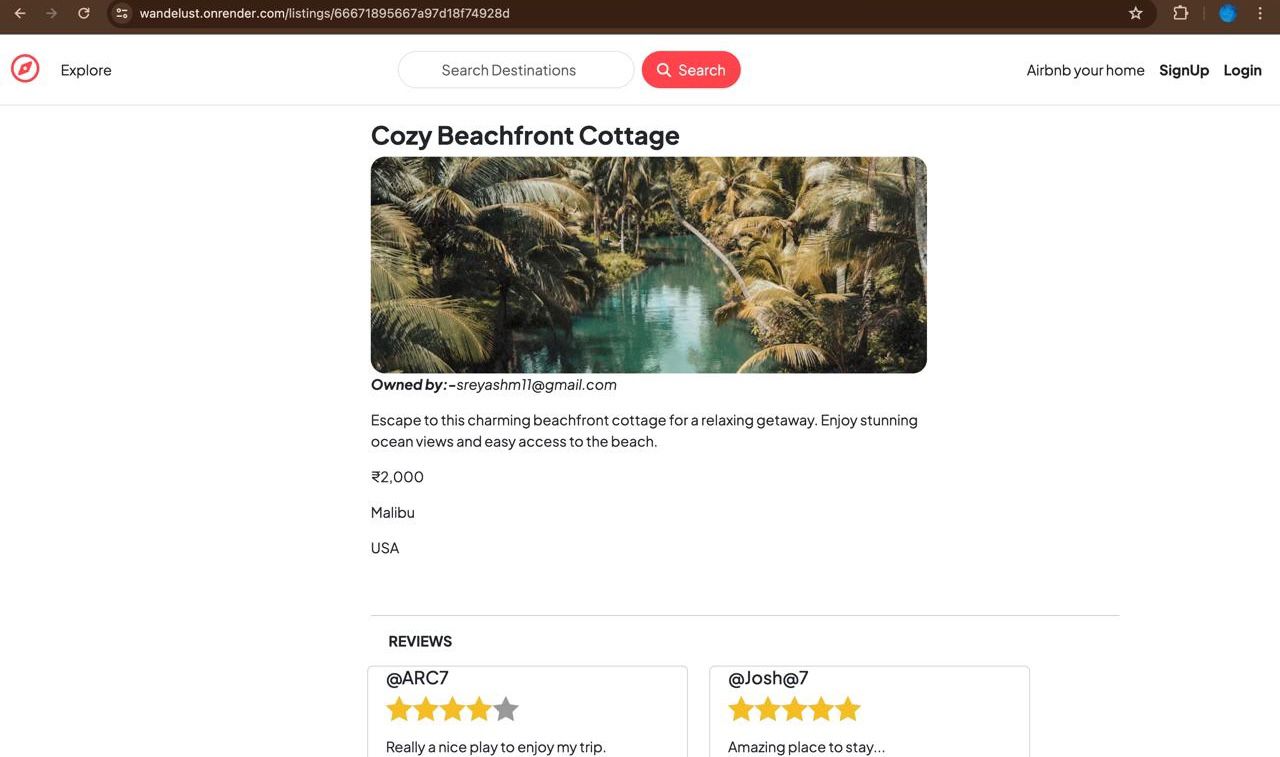 wandelust.onrender.com/listings/66671895667a97d18f74928d
Explore
Search Destinations
Search
Airbnb your home SignUp Login
Cozy Beachfront Cottage
Owned by:-sreyashm11@gmail.com
Escape to this charming beachfront cottage for a relaxing getaway. Enjoy stunning
ocean views and easy access to the beach.
₹2,000
Malibu
USA
REVIEWS
@ARC7
Really a nice play to enjoy my trip.
@Josh@7
Amazing place to stay...